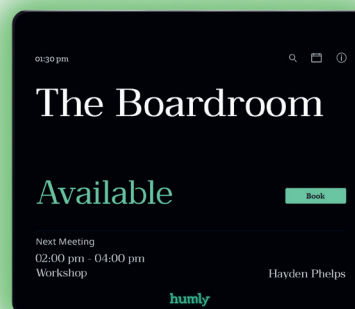 01:30 pm
The Boardroom
Available
Book
Next Meeting
02:00 pm - 04:00 pm
Workshop
Hayden Phelps
humly